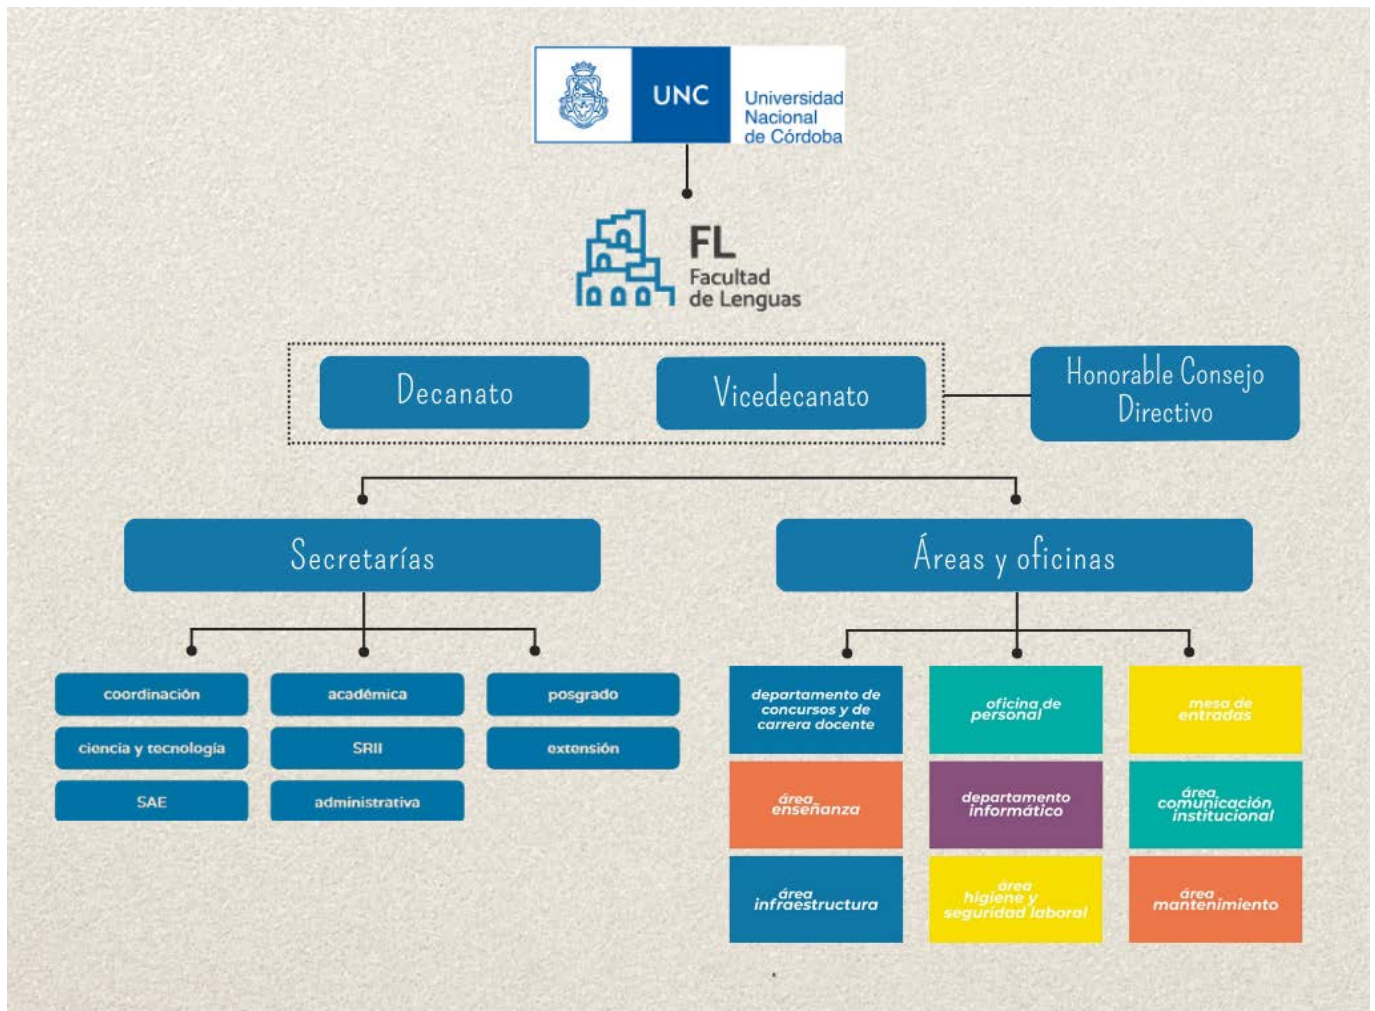 UNC
Universidad
Nacional
de Córdoba
FL
Facultad
de Lenguas
Decanato
Vicedecanato
Honorable Consejo
Directivo
Secretarías
Áreas y oficinas
coordinación
académica
posgrado
ciencia y tecnología
SRII
extensión
SAE
administrativa
departamento de
concursos y de
carrera docente
oficina de
personal
mesa de
entradas
área
enseñanza
departamento
informático
área
comunicación
institucional
área
infraestructura
área
higiene y
seguridad laboral
área
mantenimiento